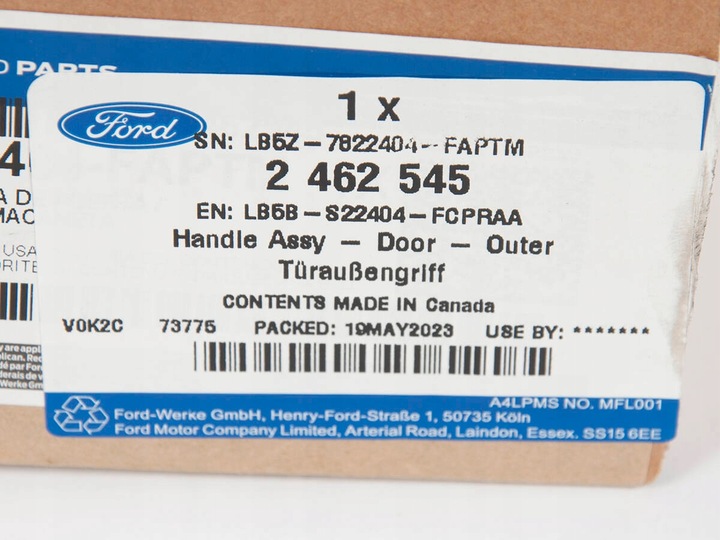 PARTS
Ford
1 x
SN: LB5Z-7822404-FAPTM
2 462 545
EN: LB5B-S22404-FCPRAA
Handle Assy - Door - Outer
Türaußengriff
CONTENTS MADE IN Canada
V0K2C 73775 PACKED: 19MAY2023 USE BY: *******
A4LPMS NO. MFL001
Ford-Werke GmbH, Henry-Ford-Straße 1, 50735 Köln
Ford Motor Company Limited, Arterial Road, Laindon, Essex. SS15 6EE
A D
MAC
USA